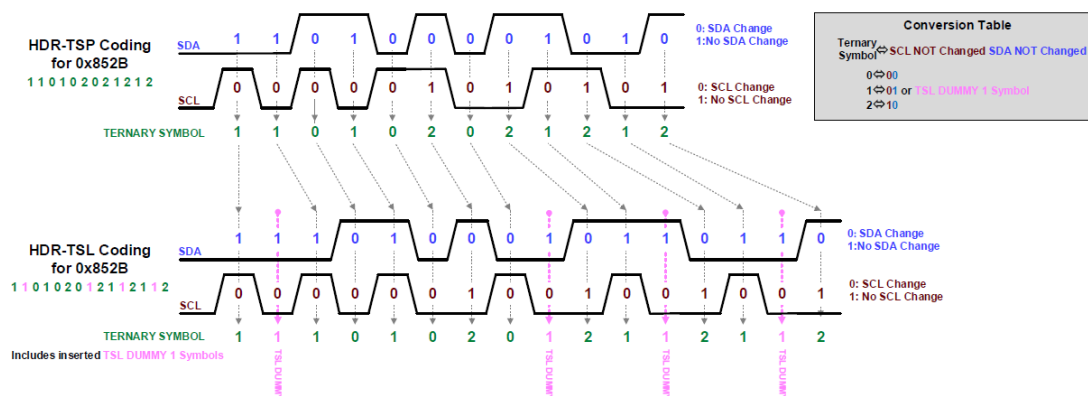 HDR-TSP Coding
for 0x852B
1 1 0 1 0 2 0 2 1 2 1 2
SDA
1 1 0 1 0 0 0 0 1 0 1 0
0: SDA Change
1:No SDA Change
SCL
0 0 0 0 0 1 0 1 0 1 0 1
0: SCL Change
1: No SCL Change
TERNARY SYMBOL
1 1 0 1 0 2 0 2 1 2 1 2
Conversion Table
Ternary Symbol ⇔ SCL NOT Changed SDA NOT Changed
0⇔00
1⇔01 or TSL DUMMY 1 Symbol
2⇔10
HDR-TSL Coding
for 0x852B
1 1 1 0 1 0 2 0 1 2 1 1 2 1 1 2
SDA
1 1 1 0 1 0 0 0 1 0 1 1 0 1 1 0
0: SDA Change
1:No SDA Change
SCL
0 0 0 0 0 0 1 0 0 1 0 0 1 0 0 1
0: SCL Change
1: No SCL Change
TERNARY SYMBOL
1 1 1 0 1 0 2 0 1 2 1 1 2 1 1 2
Includes inserted TSL DUMMY 1 Symbols
TSL DUMMY
TSL DUMMY
TSL DUMMY
TSL DUMMY